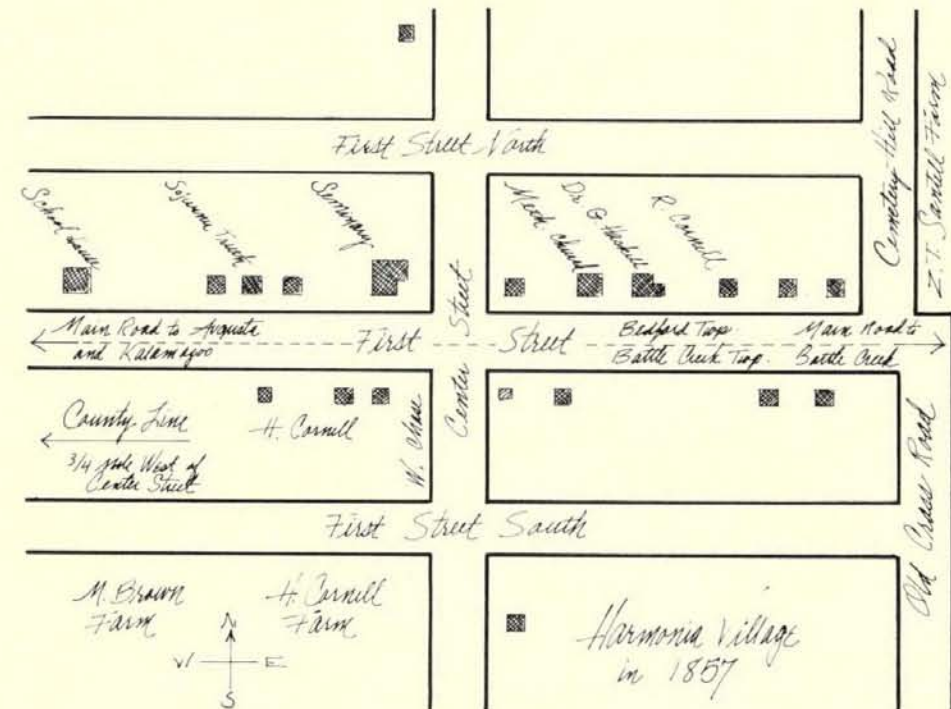 First Street North
Cemetery Hill Road
Z. T. Santell Farm
School house
Sojourner Truth
Seminary
Meth Church
Dr. G Haskell
R. Cornell
Main Road to Augusta
and Kalamazoo
First Street
Bedford Twp.
Battle Creek Twp.
Main Road to
Battle Creek
Center Street
County Line
3/4 mile West of
Center Street
H. Cornell
W. Chase
First Street South
Old Cross Road
M. Brown
Farm
H. Cornell
Farm
N
W
E
S
Harmonia Village
in 1857